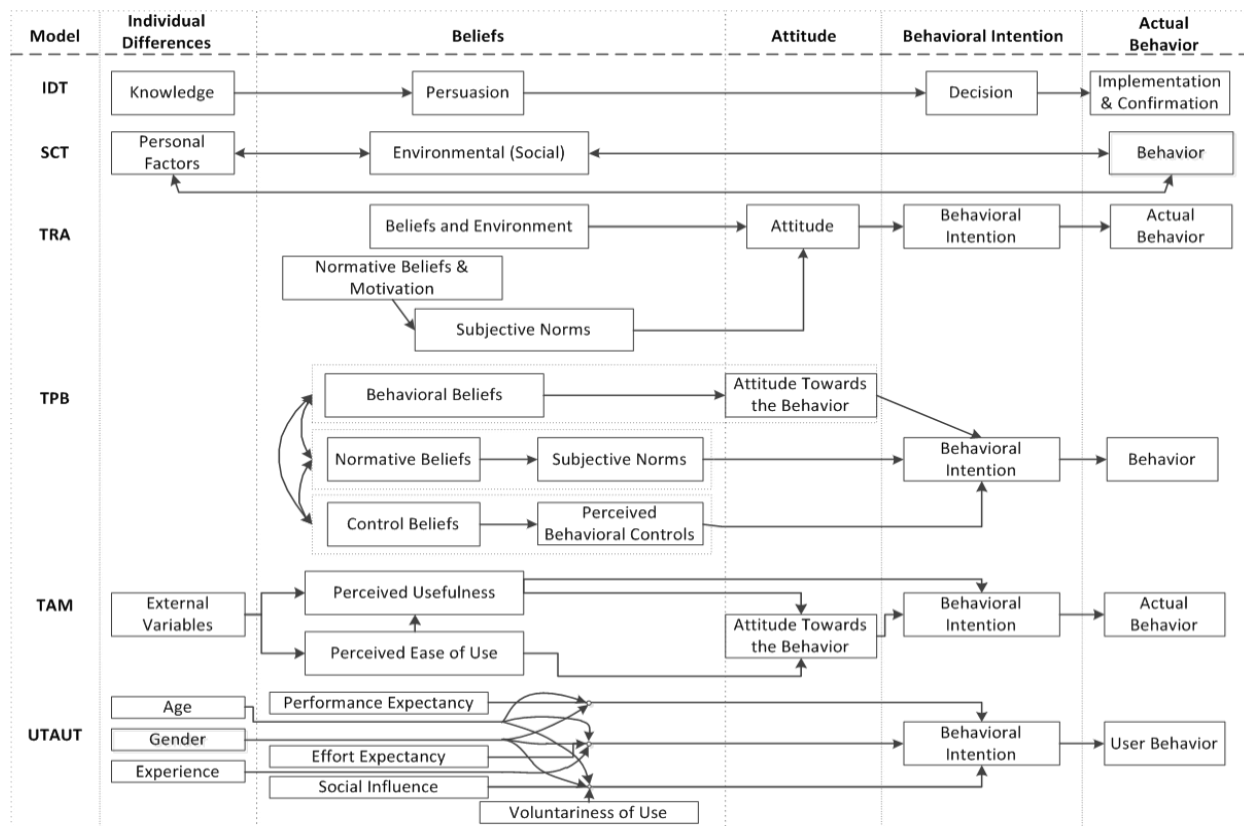 Model
Individual
Differences
Beliefs
Attitude
Behavioral Intention
Actual
Behavior
IDT
Knowledge
Persuasion
Decision
Implementation
& Confirmation
SCT
Personal
Factors
Environmental (Social)
Behavior
TRA
Beliefs and Environment
Attitude
Behavioral
Intention
Actual
Behavior
Normative Beliefs &
Motivation
Subjective Norms
TPB
Behavioral Beliefs
Attitude Towards
the Behavior
Normative Beliefs
Subjective Norms
Behavioral
Intention
Behavior
Control Beliefs
Perceived
Behavioral Controls
TAM
External
Variables
Perceived Usefulness
Perceived Ease of Use
Attitude Towards
the Behavior
Behavioral
Intention
Actual
Behavior
UTAUT
Age
Gender
Experience
Performance Expectancy
Effort Expectancy
Social Influence
Voluntariness of Use
Behavioral
Intention
User Behavior